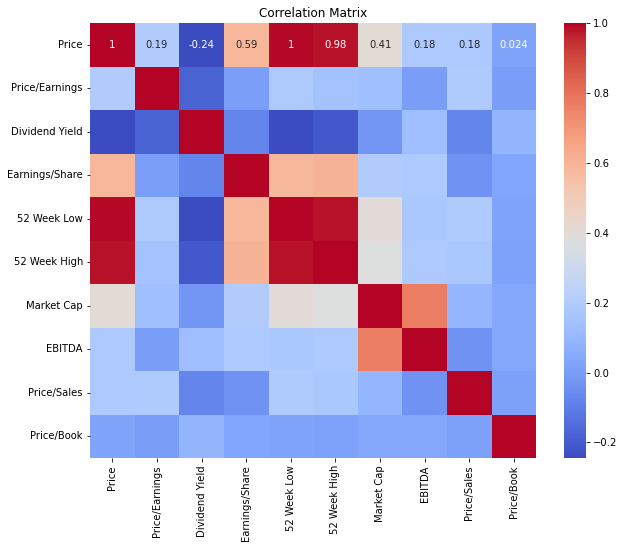 Correlation Matrix
Price 1 0.19 -0.24 0.59 1 0.98 0.41 0.18 0.18 0.024
Price/Earnings
Dividend Yield
Earnings/Share
52 Week Low
52 Week High
Market Cap
EBITDA
Price/Sales
Price/Book
Price
Price/Earnings
Dividend Yield
Earnings/Share
52 Week Low
52 Week High
Market Cap
EBITDA
Price/Sales
Price/Book
1.0
0.8
0.6
0.4
0.2
0.0
−0.2